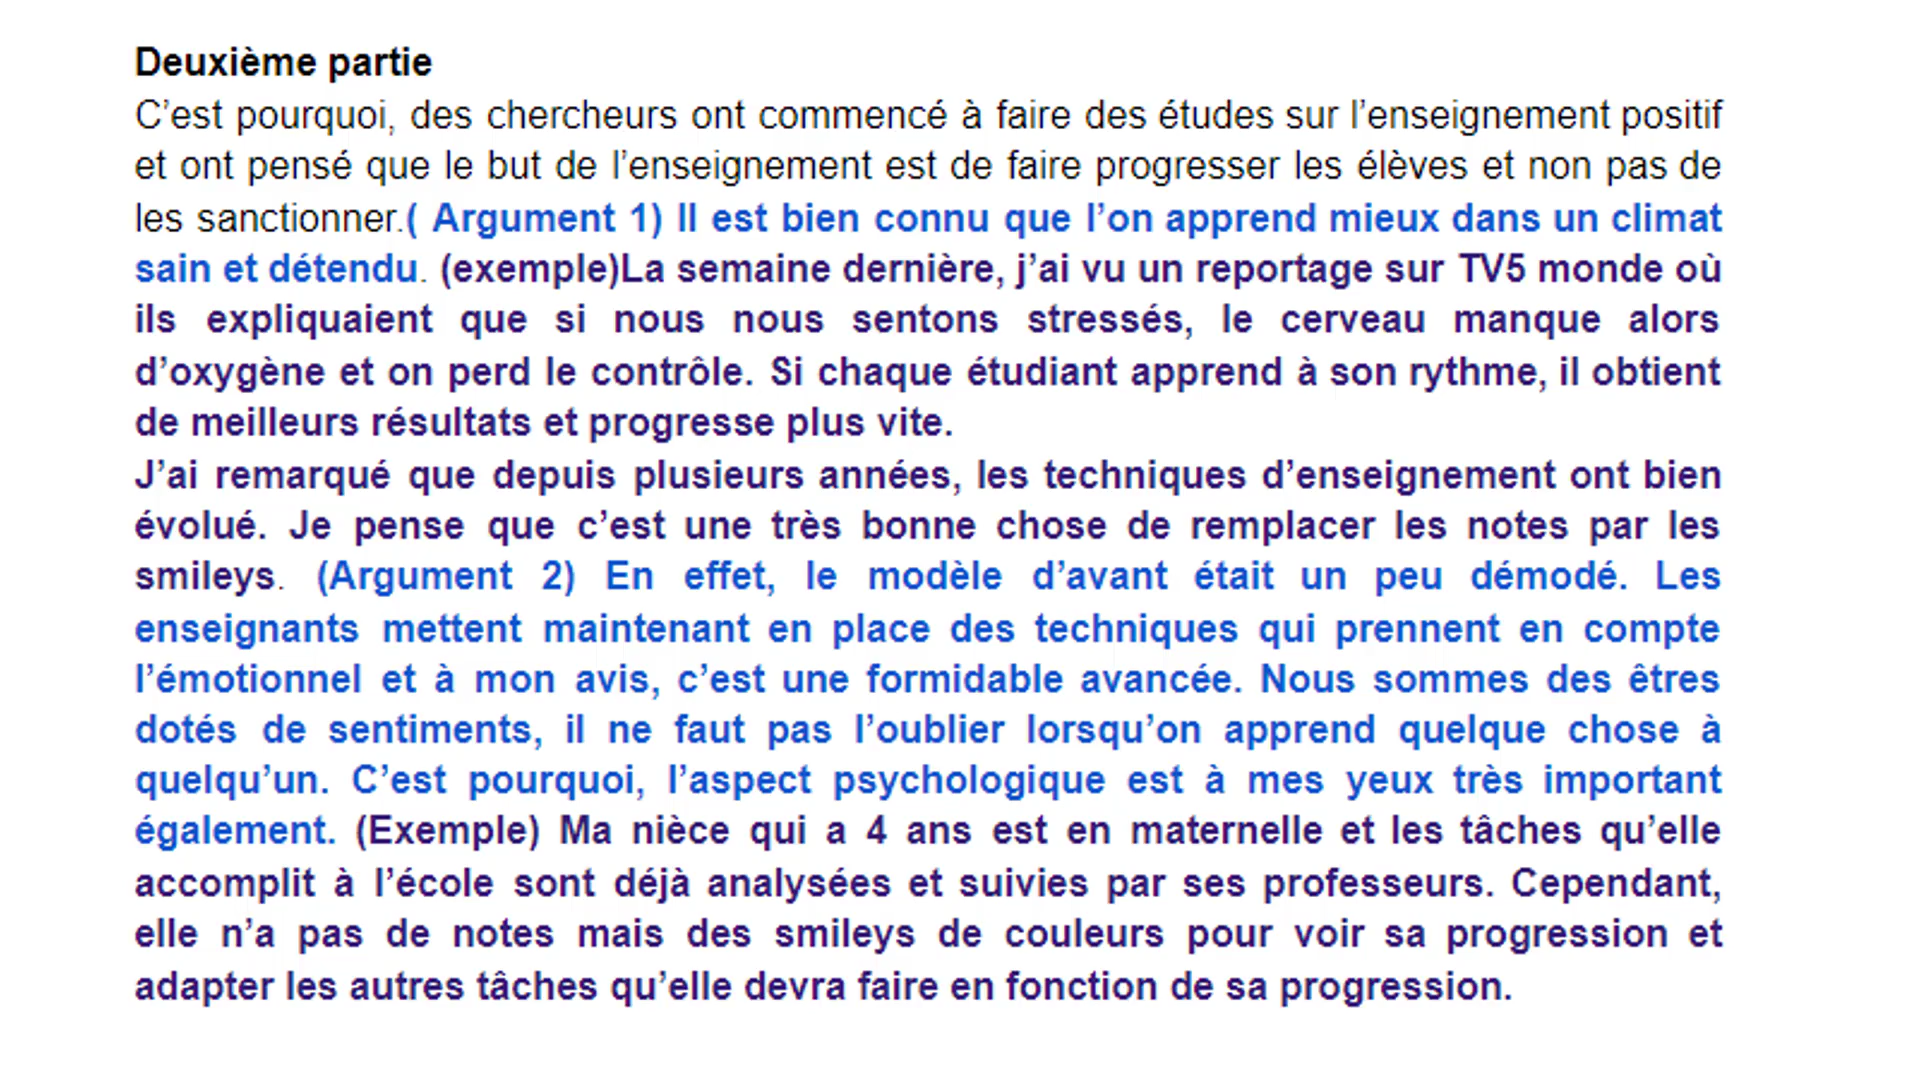 Deuxième partie
C’est pourquoi, des chercheurs ont commencé à faire des études sur l’enseignement positif
et ont pensé que le but de l’enseignement est de faire progresser les élèves et non pas de
les sanctionner.( Argument 1) Il est bien connu que l’on apprend mieux dans un climat
sain et détendu. (exemple)La semaine dernière, j’ai vu un reportage sur TV5 monde où
ils expliquaient que si nous nous sentons stressés, le cerveau manque alors
d’oxygène et on perd le contrôle. Si chaque étudiant apprend à son rythme, il obtient
de meilleurs résultats et progresse plus vite.
J’ai remarqué que depuis plusieurs années, les techniques d’enseignement ont bien
évolué. Je pense que c’est une très bonne chose de remplacer les notes par les
smileys. (Argument 2) En effet, le modèle d’avant était un peu démodé. Les
enseignants mettent maintenant en place des techniques qui prennent en compte
l’émotionnel et à mon avis, c’est une formidable avancée. Nous sommes des êtres
dotés de sentiments, il ne faut pas l’oublier lorsqu’on apprend quelque chose à
quelqu’un. C’est pourquoi, l’aspect psychologique est à mes yeux très important
également. (Exemple) Ma nièce qui a 4 ans est en maternelle et les tâches qu’elle
accomplit à l’école sont déjà analysées et suivies par ses professeurs. Cependant,
elle n’a pas de notes mais des smileys de couleurs pour voir sa progression et
adapter les autres tâches qu’elle devra faire en fonction de sa progression.